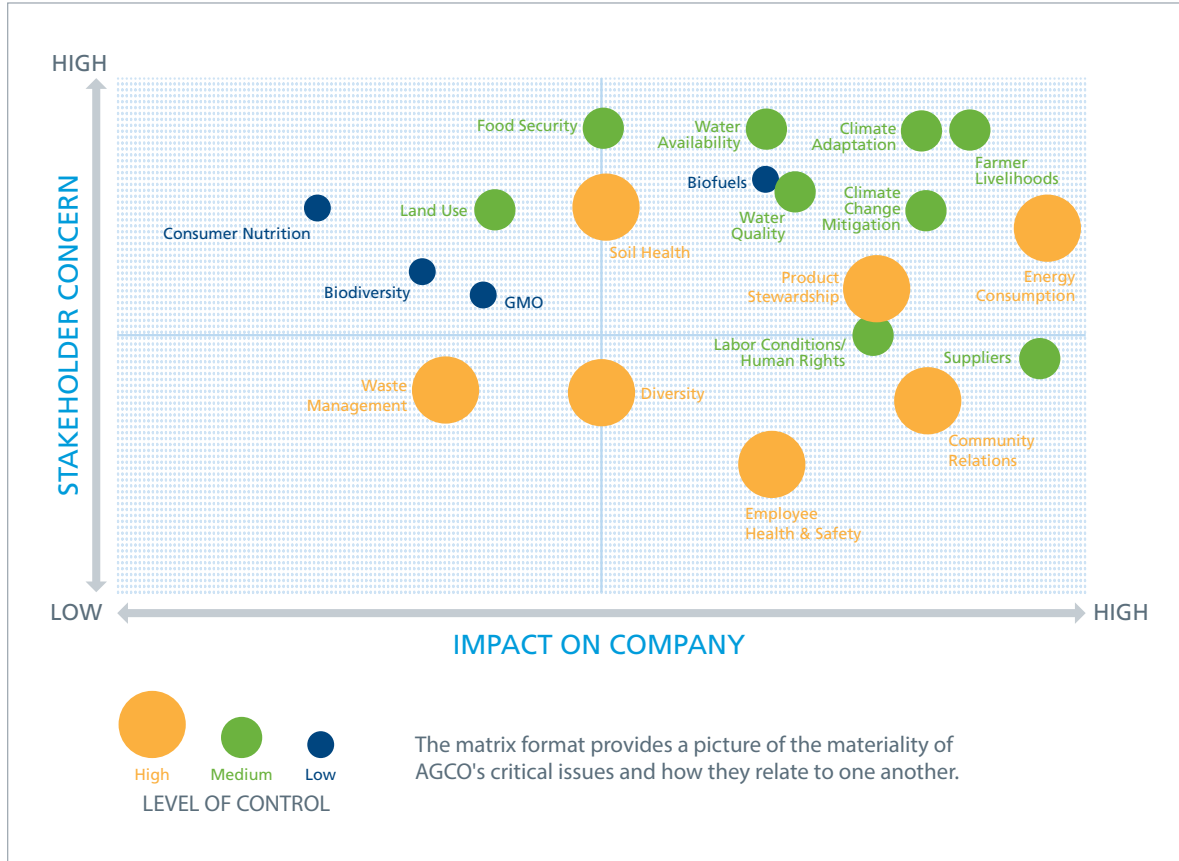 HIGH
STAKEHOLDER CONCERN
Food Security
Water
Availability
Climate
Adaptation
Farmer
Livelihoods
Biofuels
Consumer Nutrition
Land Use
Water
Quality
Climate
Change
Mitigation
Soil Health
Product
Stewardship
Energy
Consumption
Biodiversity
GMO
Labor Conditions/
Human Rights
Suppliers
Waste
Management
Diversity
Community
Relations
Employee
Health & Safety
LOW
HIGH
IMPACT ON COMPANY
High
Medium
Low
LEVEL OF CONTROL
The matrix format provides a picture of the materiality of
AGCO's critical issues and how they relate to one another.